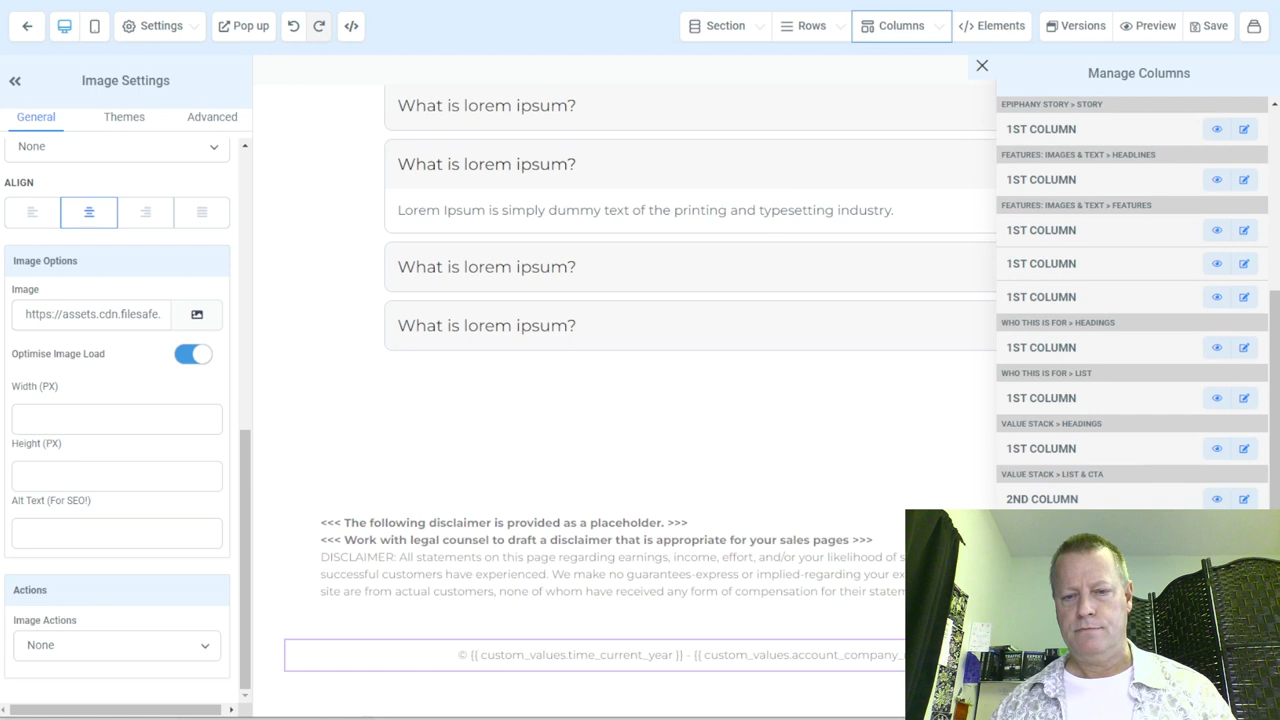 Settings
Pop up
Section
Rows
Columns
Elements
Versions
Preview
Save
Image Settings
General
Themes
Advanced
None
ALIGN
Image Options
Image
https://assets.cdn.filesafe.
Optimise Image Load
Width (PX)
Height (PX)
Alt Text (For SEO!)
Actions
Image Actions
None
What is lorem ipsum?
What is lorem ipsum?
Lorem Ipsum is simply dummy text of the printing and typesetting industry.
What is lorem ipsum?
What is lorem ipsum?
<<< The following disclaimer is provided as a placeholder. >>>
<<< Work with legal counsel to draft a disclaimer that is appropriate for your sales pages >>>
DISCLAIMER: All statements on this page regarding earnings, income, effort, and/or your likelihood of
successful customers have experienced. We make no guarantees-express or implied-regarding your
site are from actual customers, none of whom have received any form of compensation for their
© {{ custom_values.time_current_year }} - {{ custom_values.account_company_
Manage Columns
EPIPHANY STORY > STORY
1ST COLUMN
FEATURES: IMAGES & TEXT > HEADLINES
1ST COLUMN
FEATURES: IMAGES & TEXT > FEATURES
1ST COLUMN
1ST COLUMN
1ST COLUMN
WHO THIS IS FOR > HEADINGS
1ST COLUMN
WHO THIS IS FOR > LIST
1ST COLUMN
VALUE STACK > HEADINGS
1ST COLUMN
VALUE STACK > LIST & CTA
2ND COLUMN